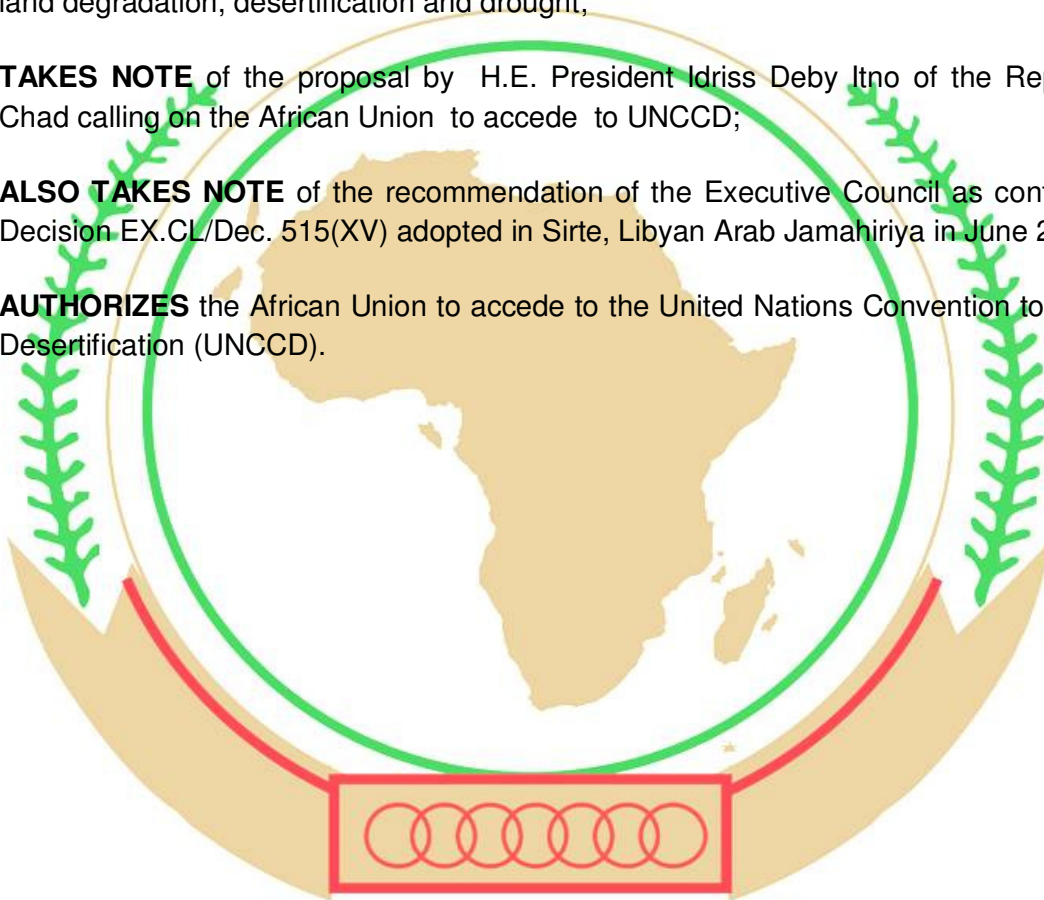 land degradation, desertification and drought;
TAKES NOTE of the proposal by H.E. President Idriss Deby Itno of the Rep
Chad calling on the African Union to accede to UNCCD;
ALSO TAKES NOTE of the recommendation of the Executive Council as con
Decision EX.CL/Dec. 515(XV) adopted in Sirte, Libyan Arab Jamahiriya in June 2
AUTHORIZES the African Union to accede to the United Nations Convention to
Desertification (UNCCD).